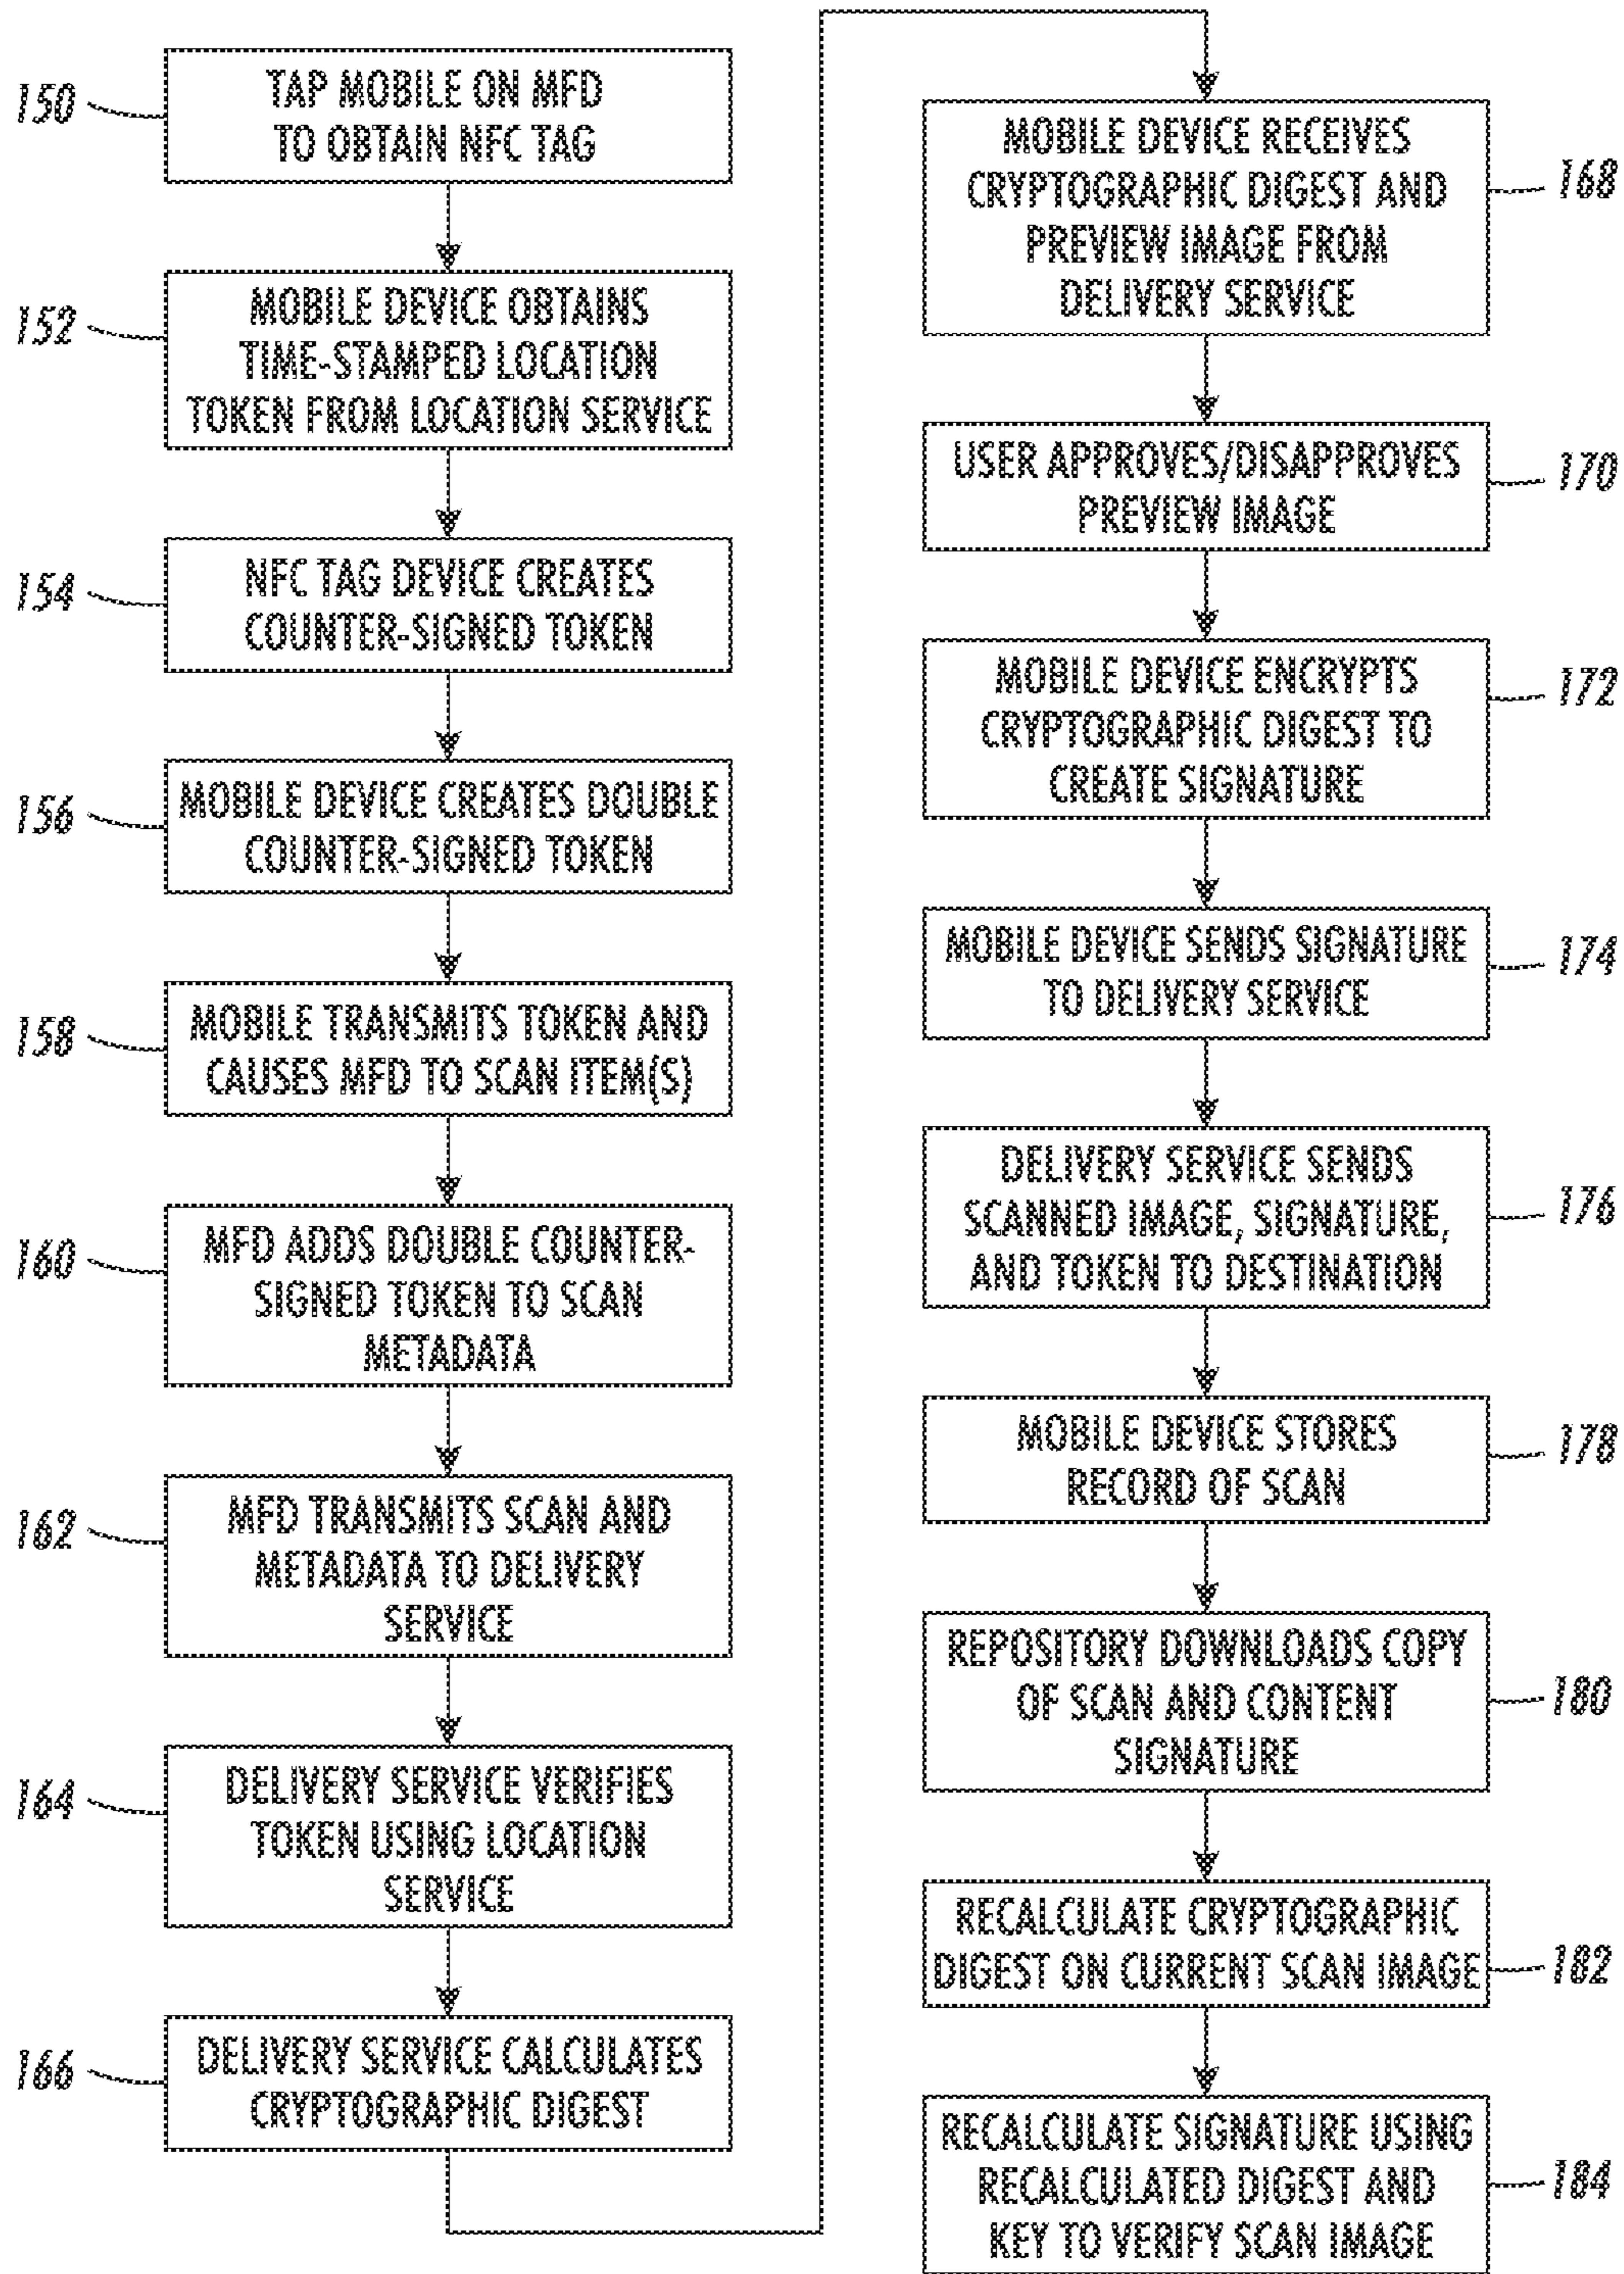 150
TAP MOBILE ON MFD
TO OBTAIN NFC TAG
152
MOBILE DEVICE OBTAINS
TIME-STAMPED LOCATION
TOKEN FROM LOCATION SERVICE
154
NFC TAG DEVICE CREATES
COUNTER-SIGNED TOKEN
156
MOBILE DEVICE CREATES DOUBLE
COUNTER-SIGNED TOKEN
158
MOBILE TRANSMITS TOKEN AND
CAUSES MFD TO SCAN ITEM(S)
160
MFD ADDS DOUBLE COUNTER-
SIGNED TOKEN TO SCAN
METADATA
162
MFD TRANSMITS SCAN AND
METADATA TO DELIVERY
SERVICE
164
DELIVERY SERVICE VERIFIES
TOKEN USING LOCATION
SERVICE
166
DELIVERY SERVICE CALCULATES
CRYPTOGRAPHIC DIGEST
MOBILE DEVICE RECEIVES
CRYPTOGRAPHIC DIGEST AND
PREVIEW IMAGE FROM
DELIVERY SERVICE
168
USER APPROVES/DISAPPROVES
PREVIEW IMAGE
170
MOBILE DEVICE ENCRYPTS
CRYPTOGRAPHIC DIGEST TO
CREATE SIGNATURE
172
MOBILE DEVICE SENDS SIGNATURE
TO DELIVERY SERVICE
174
DELIVERY SERVICE SENDS
SCANNED IMAGE, SIGNATURE,
AND TOKEN TO DESTINATION
176
MOBILE DEVICE STORES
RECORD OF SCAN
178
REPOSITORY DOWNLOADS COPY
OF SCAN AND CONTENT
SIGNATURE
180
RECALCULATE CRYPTOGRAPHIC
DIGEST ON CURRENT SCAN IMAGE
182
RECALCULATE SIGNATURE USING
RECALCULATED DIGEST AND
KEY TO VERIFY SCAN IMAGE
184